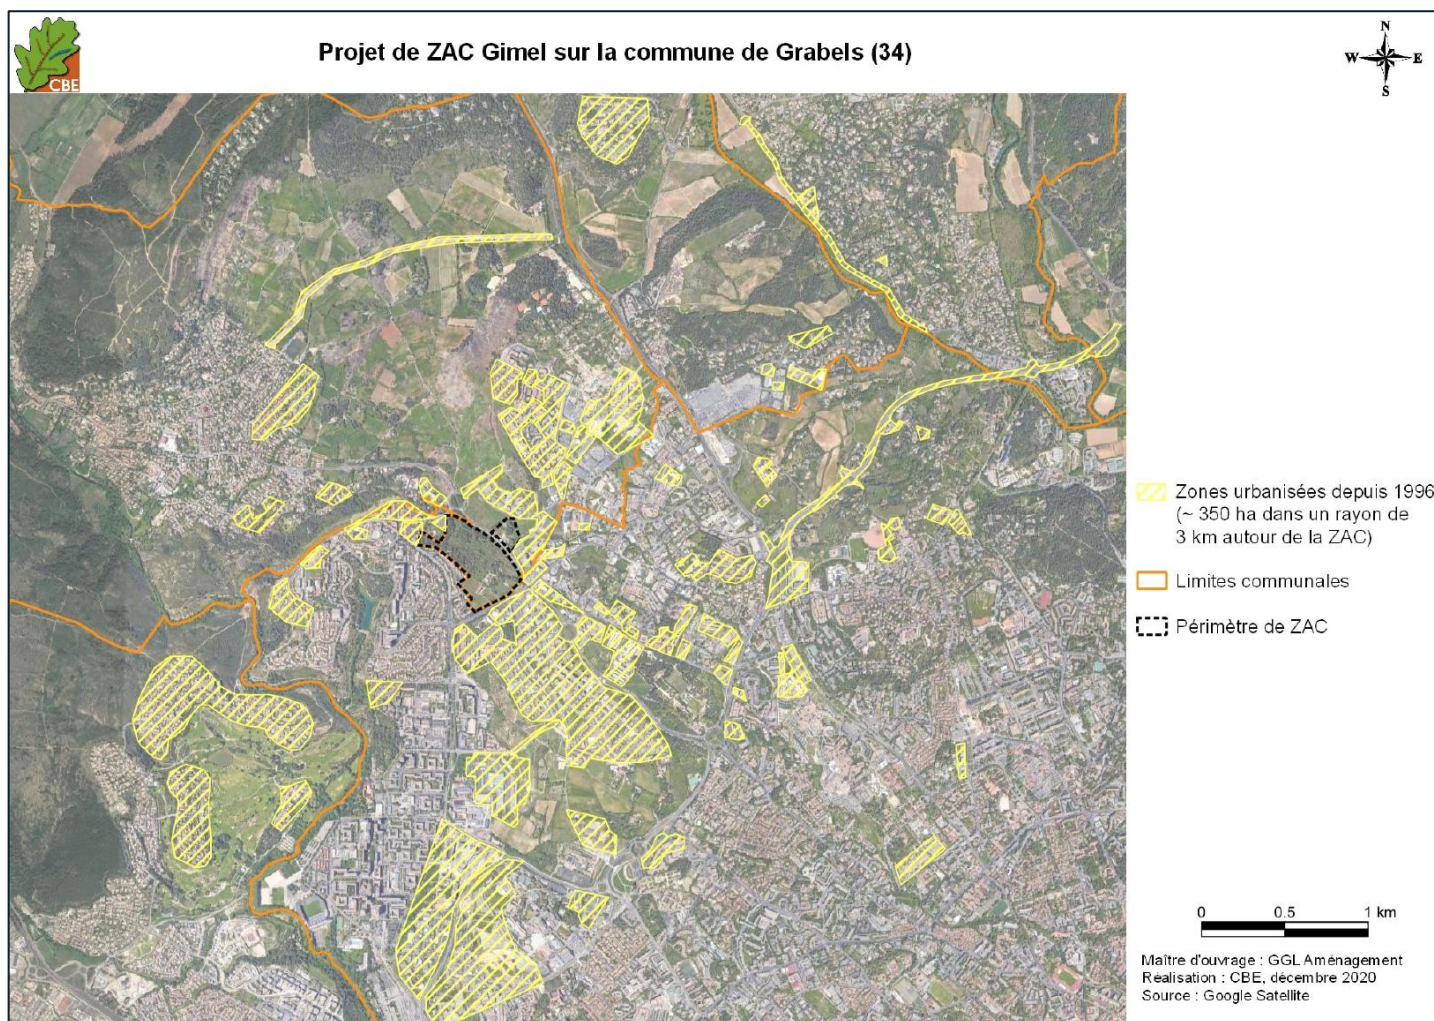 CBE
Projet de ZAC Gimel sur la commune de Grabels (34)
N
W E
S
Zones urbanisées depuis 1996
(~ 350 ha dans un rayon de
3 km autour de la ZAC)
Limites communales
Périmètre de ZAC
0 0.5 1 km
Maître d'ouvrage : GGL Aménagement
Réalisation : CBE, décembre 2020
Source : Google Satellite